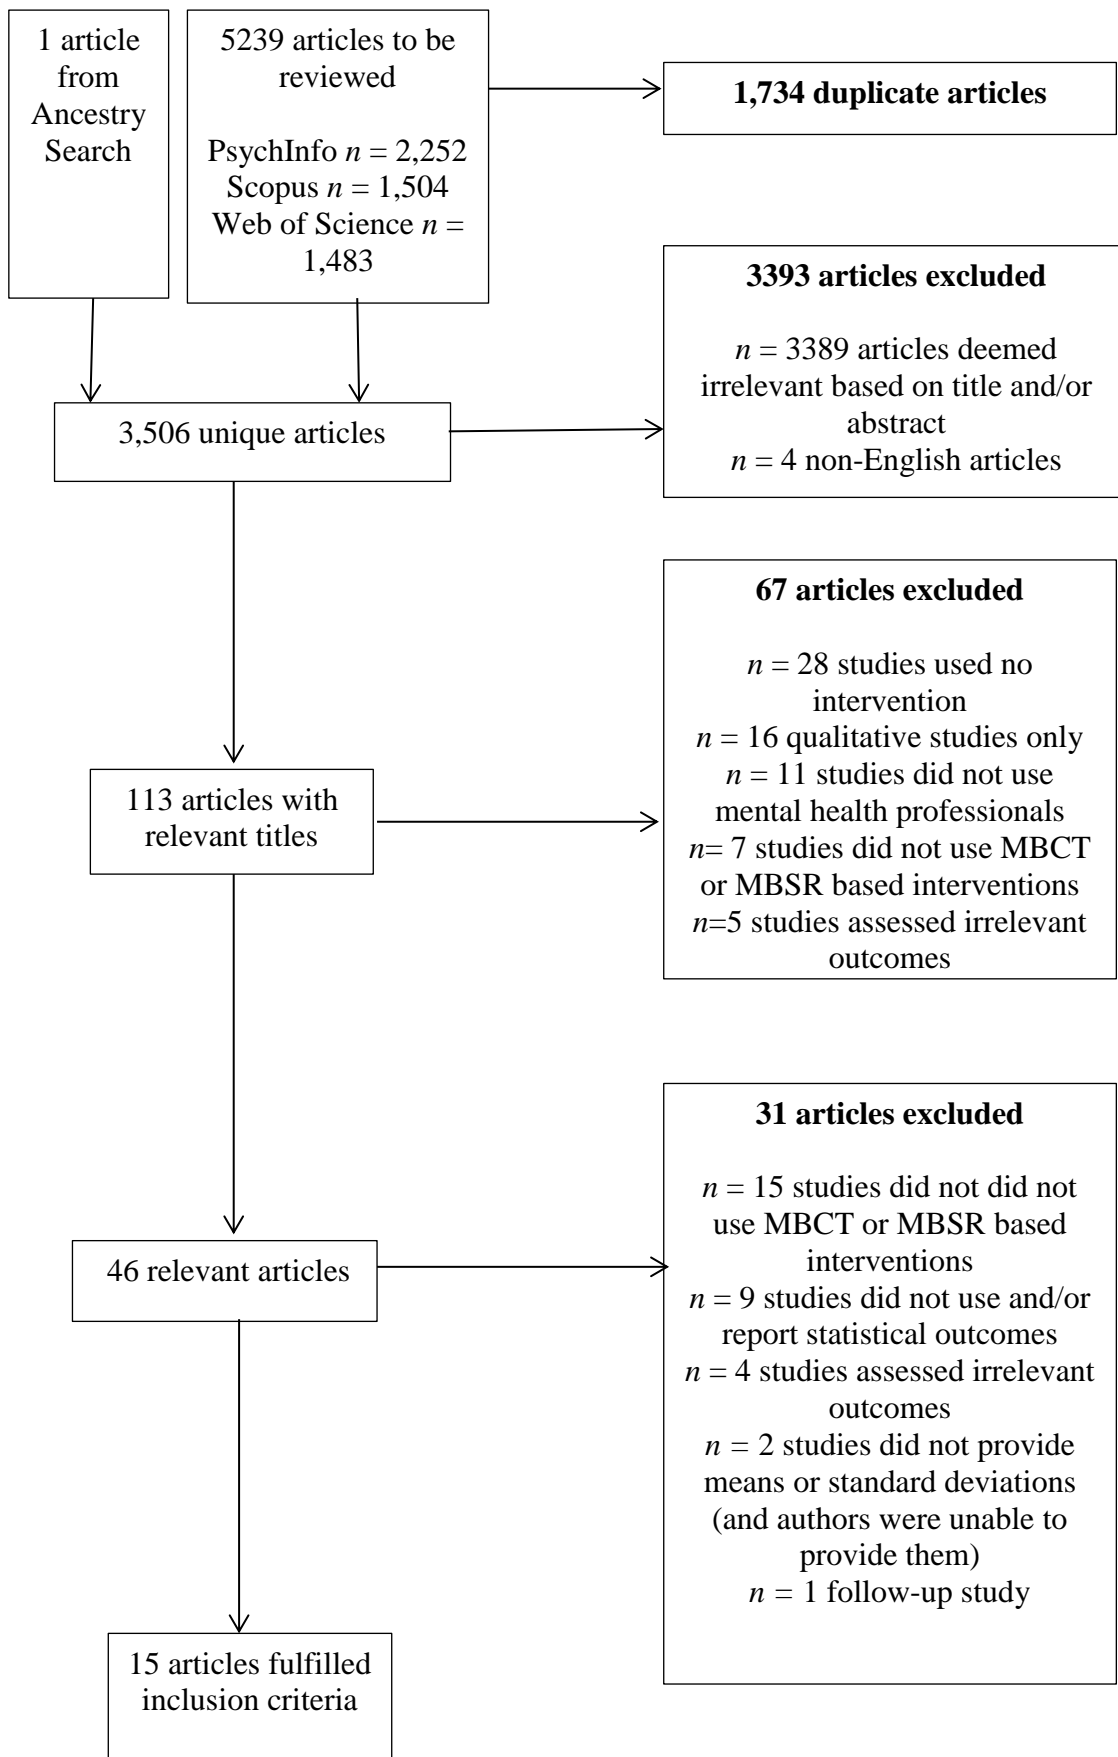 1 article
from
Ancestry
Search
5239 articles to be
reviewed
PsychInfo n = 2,252
Scopus n = 1,504
Web of Science n =
1,483
1,734 duplicate articles
3393 articles excluded
n = 3389 articles deemed
irrelevant based on title and/or
abstract
n = 4 non-English articles
3,506 unique articles
67 articles excluded
n = 28 studies used no
intervention
n = 16 qualitative studies only
n = 11 studies did not use
mental health professionals
n= 7 studies did not use MBCT
or MBSR based interventions
n=5 studies assessed irrelevant
outcomes
113 articles with
relevant titles
31 articles excluded
n = 15 studies did not did not
use MBCT or MBSR based
interventions
n = 9 studies did not use and/or
report statistical outcomes
n = 4 studies assessed irrelevant
outcomes
n = 2 studies did not provide
means or standard deviations
(and authors were unable to
provide them)
n = 1 follow-up study
46 relevant articles
15 articles fulfilled
inclusion criteria